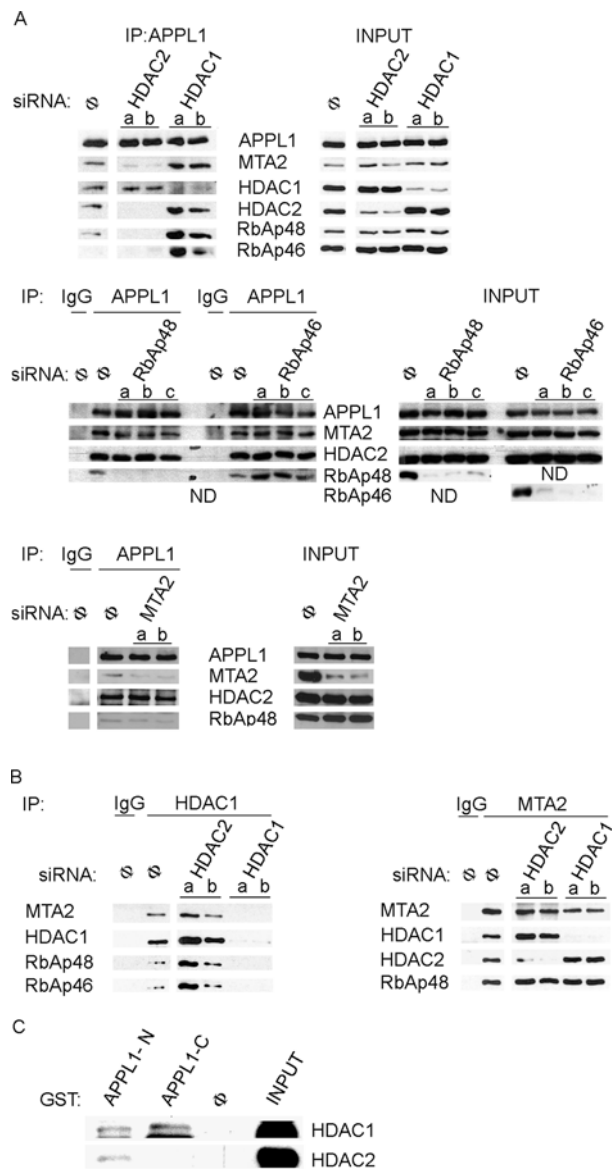 A
IP:APPL1 INPUT
siRNA: Φ HDAC2 HDAC1 Φ HDAC2 HDAC1
a b a b a b a b
APPL1
MTA2
HDAC1
HDAC2
RbAp48
RbAp46
IP: IgG APPL1 IgG APPL1 INPUT
siRNA: Φ Φ RbAp48 Φ Φ RbAp46 Φ RbAp48 Φ RbAp46
a b c a b c a b c a b c
APPL1
MTA2
HDAC2
RbAp48 ND
ND RbAp46 ND
IP: IgG APPL1 INPUT
siRNA: Φ Φ MTA2 Φ MTA2
a b a b
APPL1
MTA2
HDAC2
RbAp48
B
IP: IgG HDAC1
siRNA: Φ Φ HDAC2 HDAC1
a b a b
MTA2
HDAC1
RbAp48
RbAp46
IgG MTA2
siRNA: Φ Φ HDAC2 HDAC1
a b a b
MTA2
HDAC1
HDAC2
RbAp48
C
GST: APPL1-N APPL1-C Φ INPUT
HDAC1
HDAC2